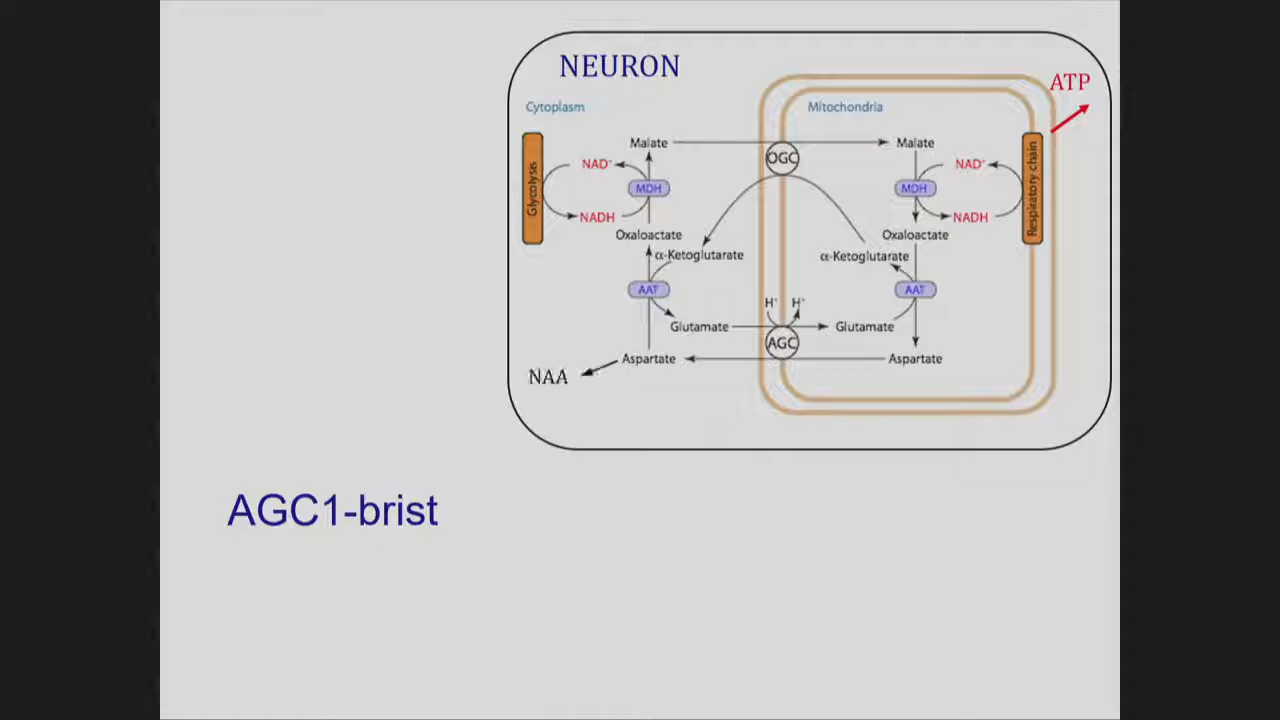 NEURON
ATP
Cytoplasm
Mitochondria
Malate
Malate
OGC
Glycolysis
NAD⁺
MDH
NADH
MDH
NAD⁺
NADH
Respiratory chain
Oxaloactate
Oxaloactate
α-Ketoglutarate
α-Ketoglutarate
AAT
AAT
H⁺ H⁺
Glutamate
Glutamate
AGC
Aspartate
Aspartate
NAA
AGC1-brist